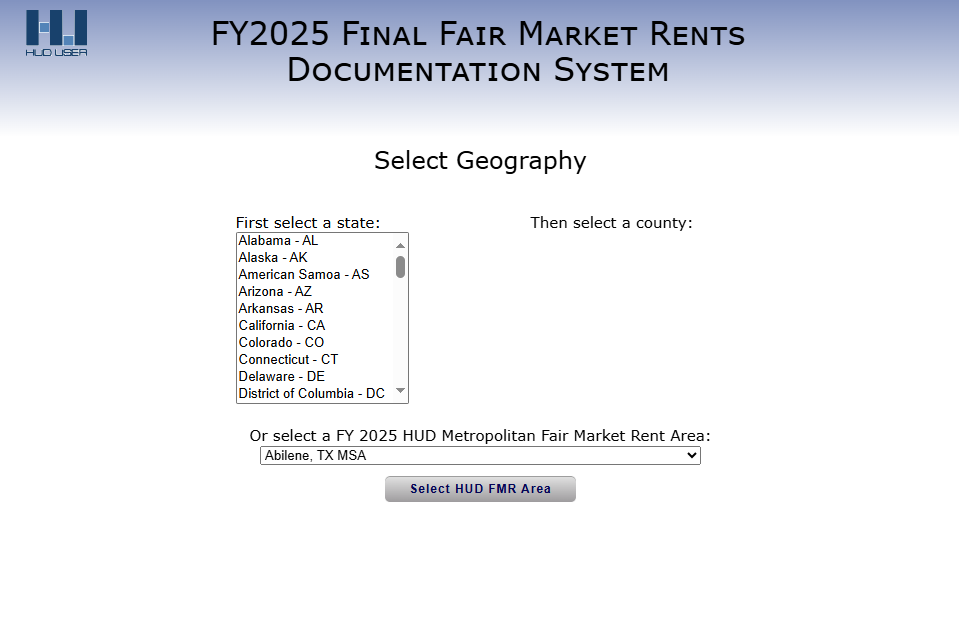 HUD USER
FY2025 Final Fair Market Rents
Documentation System
Select Geography
First select a state:
Then select a county:
Alabama - AL
Alaska - AK
American Samoa - AS
Arizona - AZ
Arkansas - AR
California - CA
Colorado - CO
Connecticut - CT
Delaware - DE
District of Columbia - DC
Or select a FY 2025 HUD Metropolitan Fair Market Rent Area:
Abilene, TX MSA
Select HUD FMR Area